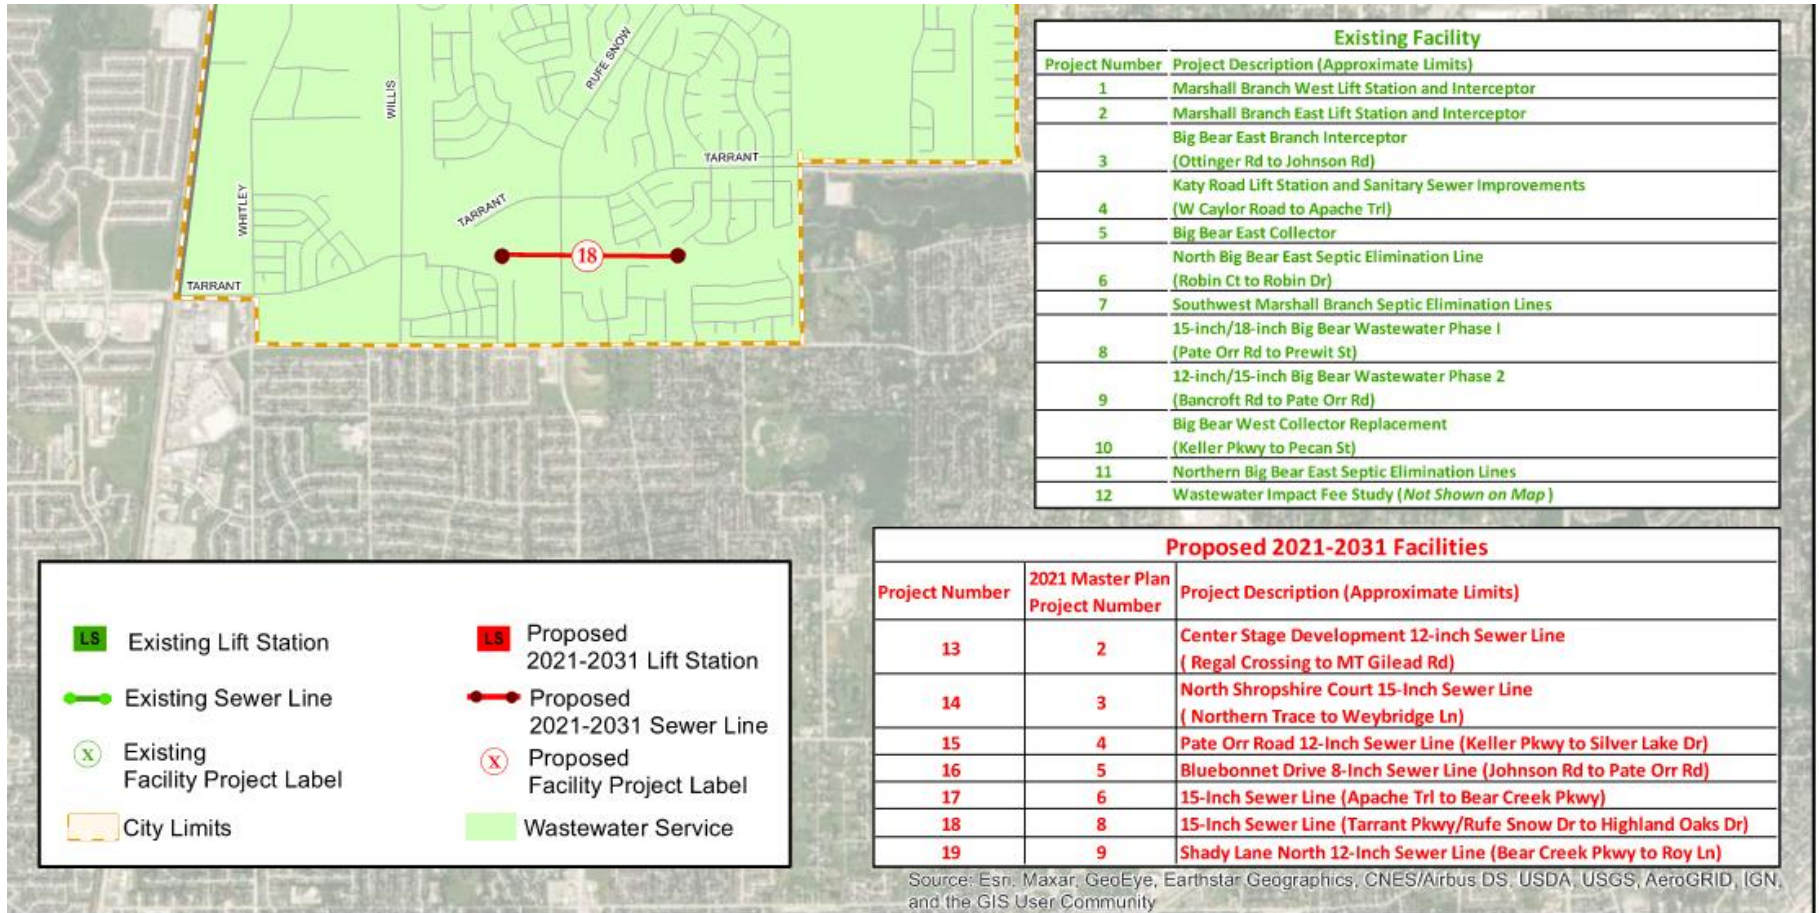 RUFE SNOW
WILLIS
TARRANT
WHITLEY
TARRANT
18
TARRANT
Existing Facility
Project Number Project Description (Approximate Limits)
1 Marshall Branch West Lift Station and Interceptor
2 Marshall Branch East Lift Station and Interceptor
Big Bear East Branch Interceptor
3 (Ottinger Rd to Johnson Rd)
Katy Road Lift Station and Sanitary Sewer Improvements
4 (W Caylor Road to Apache Trl)
5 Big Bear East Collector
North Big Bear East Septic Elimination Line
6 (Robin Ct to Robin Dr)
7 Southwest Marshall Branch Septic Elimination Lines
15-inch/18-inch Big Bear Wastewater Phase I
8 (Pate Orr Rd to Prewit St)
12-inch/15-inch Big Bear Wastewater Phase 2
9 (Bancroft Rd to Pate Orr Rd)
Big Bear West Collector Replacement
10 (Keller Pkwy to Pecan St)
11 Northern Big Bear East Septic Elimination Lines
12 Wastewater Impact Fee Study (Not Shown on Map )
Proposed 2021-2031 Facilities
Project Number
2021 Master Plan
Project Number
Project Description (Approximate Limits)
13 2 Center Stage Development 12-inch Sewer Line
( Regal Crossing to MT Gilead Rd)
14 3 North Shropshire Court 15-Inch Sewer Line
( Northern Trace to Weybridge Ln)
15 4 Pate Orr Road 12-Inch Sewer Line (Keller Pkwy to Silver Lake Dr)
16 5 Bluebonnet Drive 8-Inch Sewer Line (Johnson Rd to Pate Orr Rd)
17 6 15-Inch Sewer Line (Apache Trl to Bear Creek Pkwy)
18 8 15-Inch Sewer Line (Tarrant Pkwy/Rufe Snow Dr to Highland Oaks Dr)
19 9 Shady Lane North 12-Inch Sewer Line (Bear Creek Pkwy to Roy Ln)
LS Existing Lift Station
Existing Sewer Line
X Existing
Facility Project Label
City Limits
LS Proposed
2021-2031 Lift Station
Proposed
2021-2031 Sewer Line
X Proposed
Facility Project Label
Wastewater Service
Source: Esri, Maxar, GeoEye, Earthstar Geographics, CNES/Airbus DS, USDA, USGS, AeroGRID, IGN,
and the GIS User Community